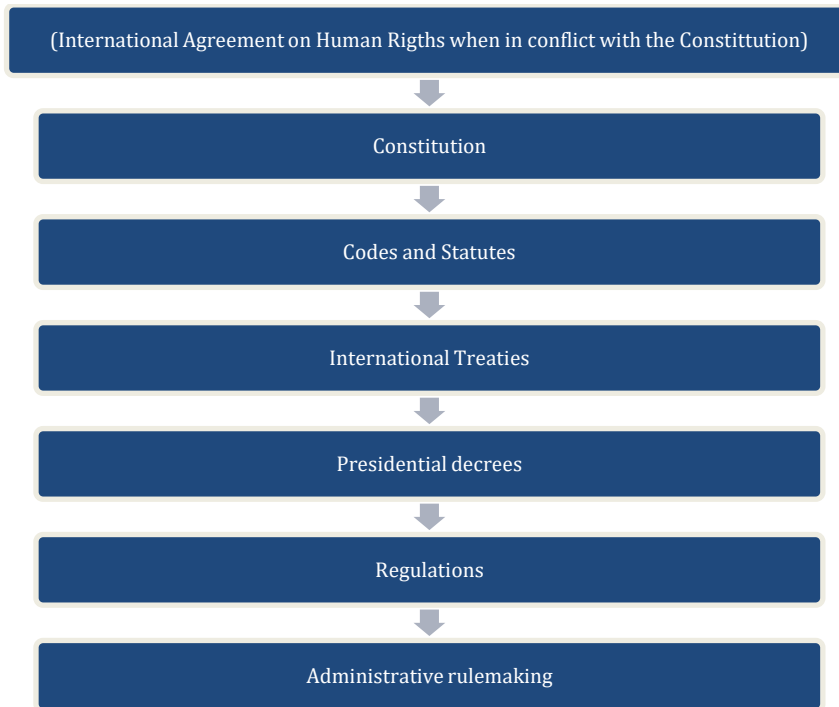 (International Agreement on Human Rigths when in conflict with the Constittution)
Constitution
Codes and Statutes
International Treaties
Presidential decrees
Regulations
Administrative rulemaking